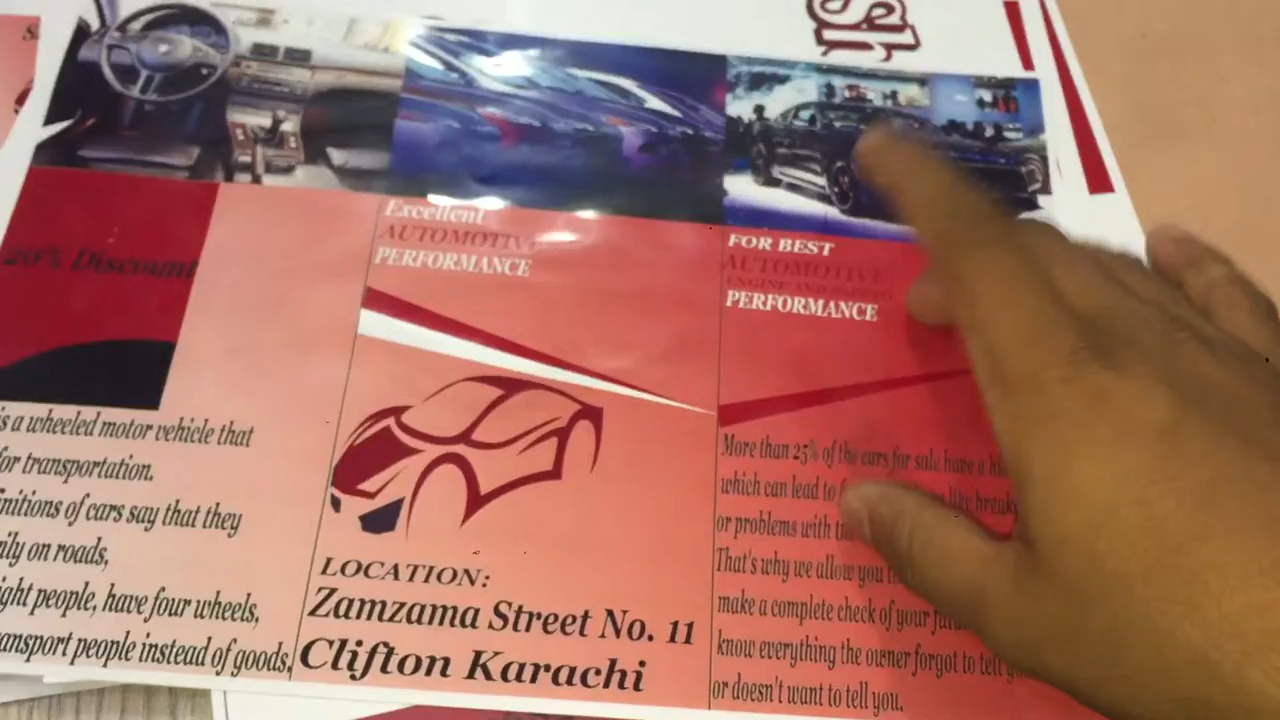 sh
20% Discount
is a wheeled motor vehicle that
for transportation.
of cars say that they
on roads,
people, have four wheels,
people instead of goods,
Excellent
AUTOMOTIVE
PERFORMANCE
LOCATION:
Zamzama Street No. 11
Clifton Karachi
FOR BEST
AUTOMOTIVE
ENGINE AND
PERFORMANCE
More than 25% of the cars for sale have a
which can lead to like
or problems with
That's why we allow you
make a complete check of your
know everything the owner forgot to tell
or doesn't want to tell you.